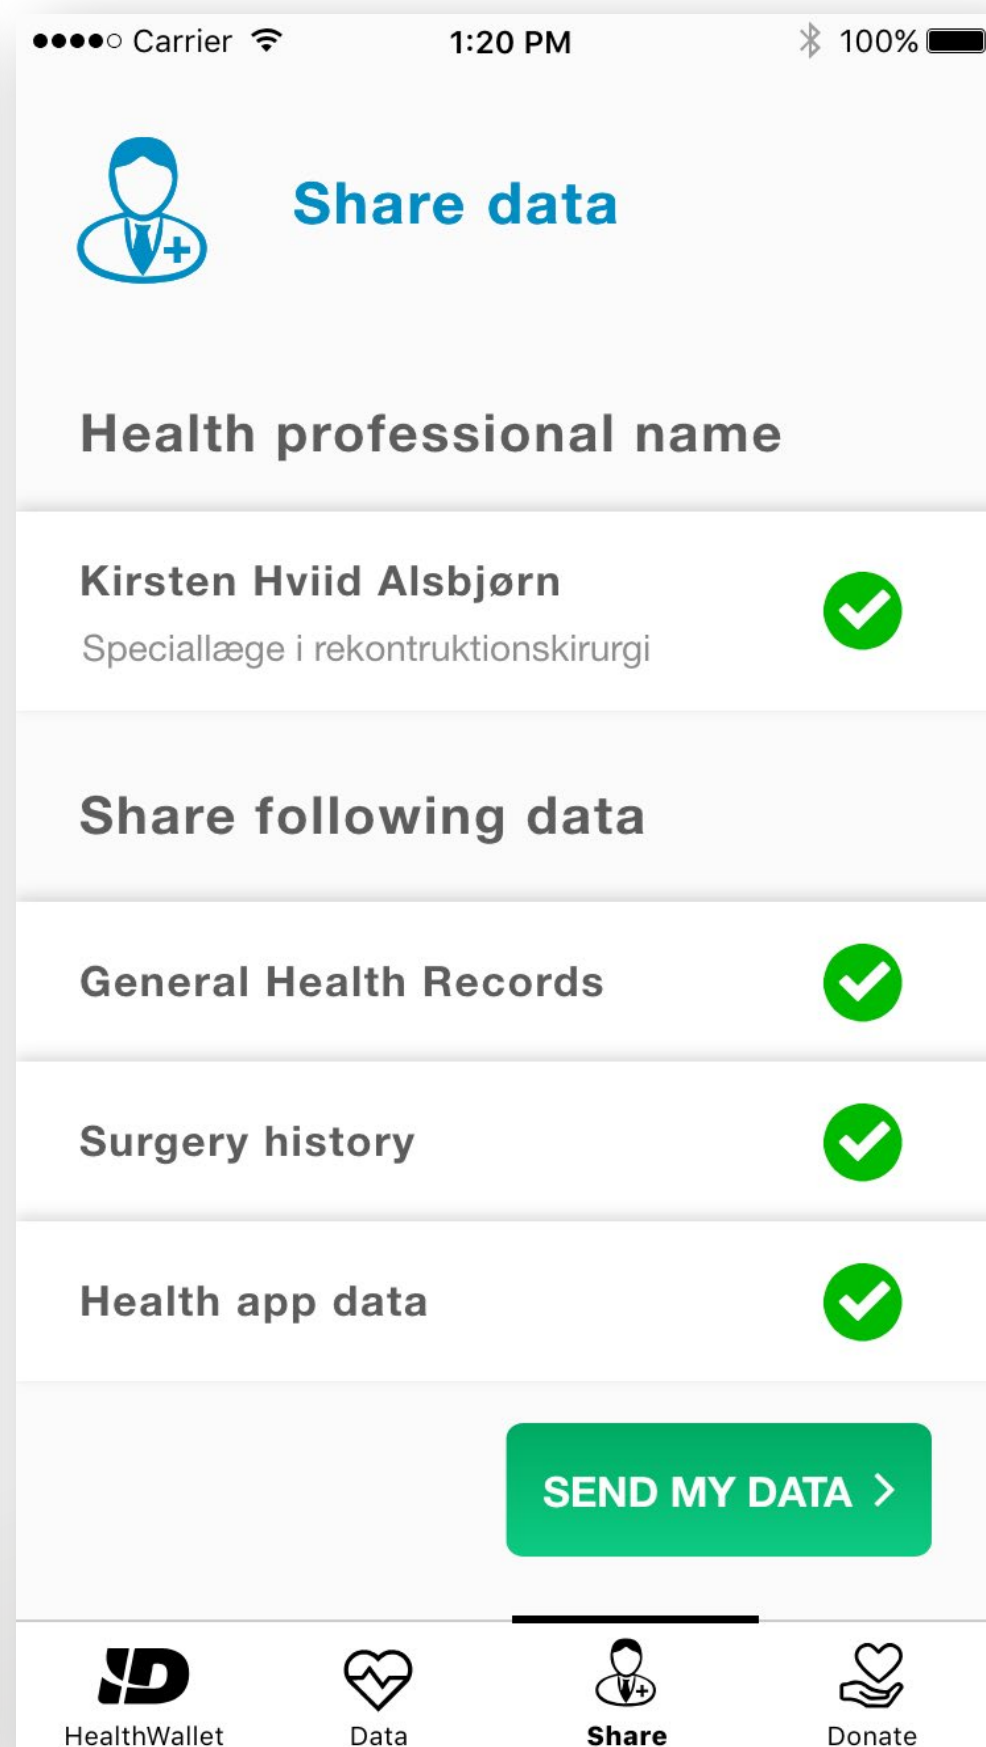 Carrier 1:20 PM 100%
Share data
Health professional name
Kirsten Hviid Alsbjørn
Speciallæge i rekontruktionskirurgi
Share following data
General Health Records
Surgery history
Health app data
SEND MY DATA >
HealthWallet Data Share Donate